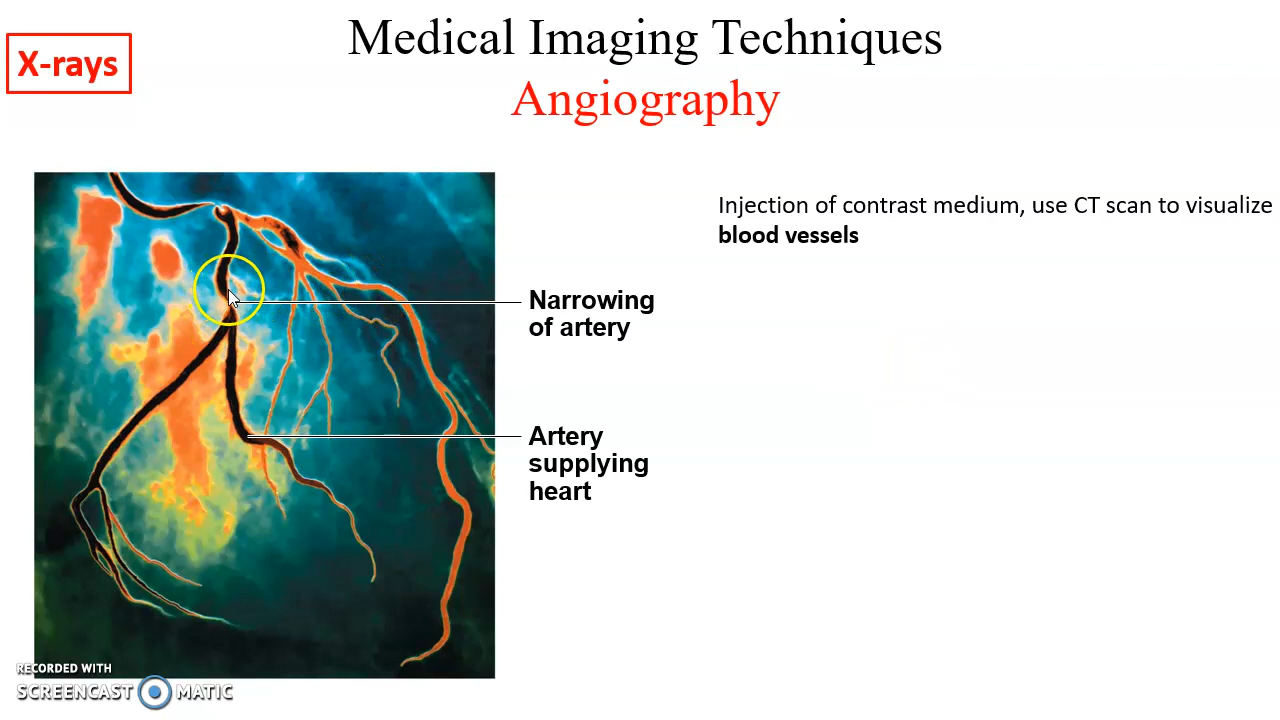 Medical Imaging Techniques
X-rays
Angiography
Injection of contrast medium, use CT scan to visualize
blood vessels
Narrowing
of artery
Artery
supplying
heart
RECORDED WITH
SCREENCAST MATIC